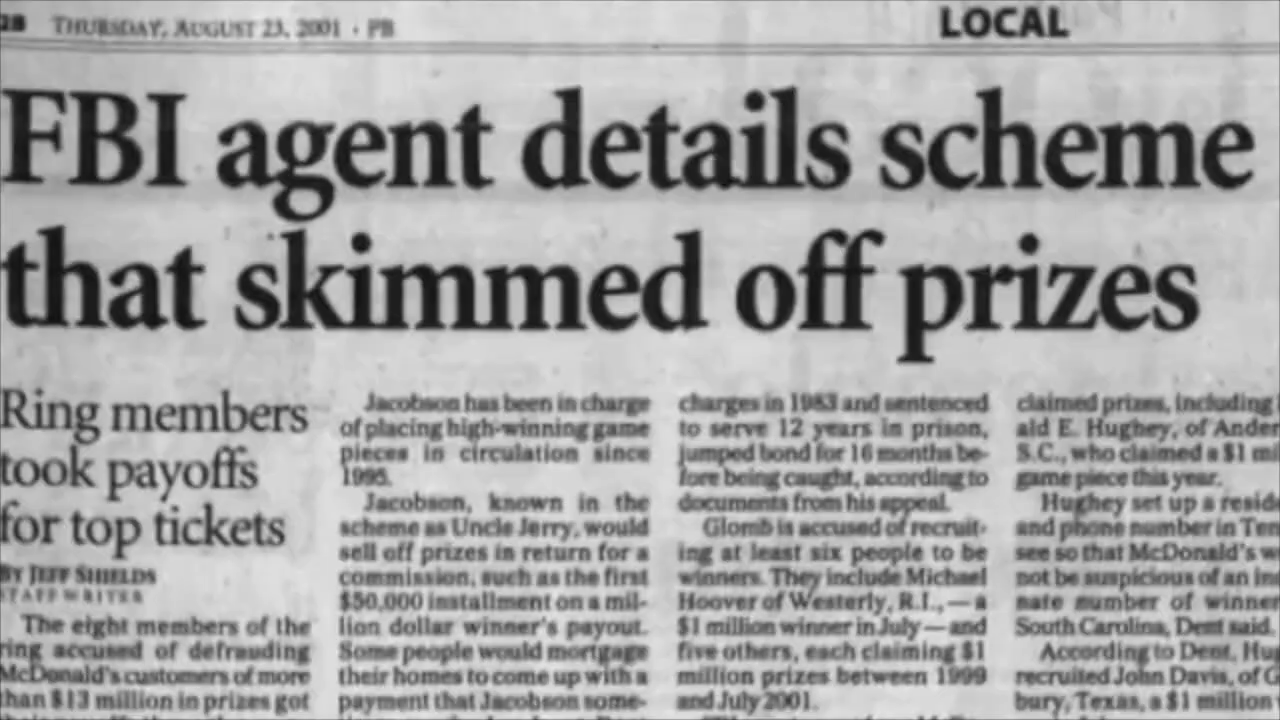 2B THURSDAY, AUGUST 23, 2001 · PB
LOCAL
FBI agent details scheme
that skimmed off prizes
Ring members
took payoffs
for top tickets
BY JEFF SHIELDS
STAFF WRITER
The eight members of the
ring accused of defrauding
McDonald's customers of more
than $13 million in prizes got
Jacobson has been in charge
of placing high-winning game
pieces in circulation since
1995.
Jacobson, known in the
scheme as Uncle Jerry, would
sell off prizes in return for a
commission, such as the first
$50,000 installment on a mil-
lion dollar winner's payout.
Some people would mortgage
their homes to come up with a
payment that Jacobson some-
charges in 1983 and sentenced
to serve 12 years in prison,
jumped bond for 16 months be-
fore being caught, according to
documents from his appeal.
Glomb is accused of recruit-
ing at least six people to be
winners. They include Michael
Hoover of Westerly, R.I., — a
$1 million winner in July — and
five others, each claiming $1
million prizes between 1999
and July 2001.
claimed prizes, including
ald E. Hughey, of Ander
S.C., who claimed a $1 mi
game piece this year.
Hughey set up a resid
and phone number in Ten
see so that McDonald's w
not be suspicious of an in
nate number of winner
South Carolina, Dent said.
According to Dent, Hug
recruited John Davis, of G
bury, Texas, a $1 million